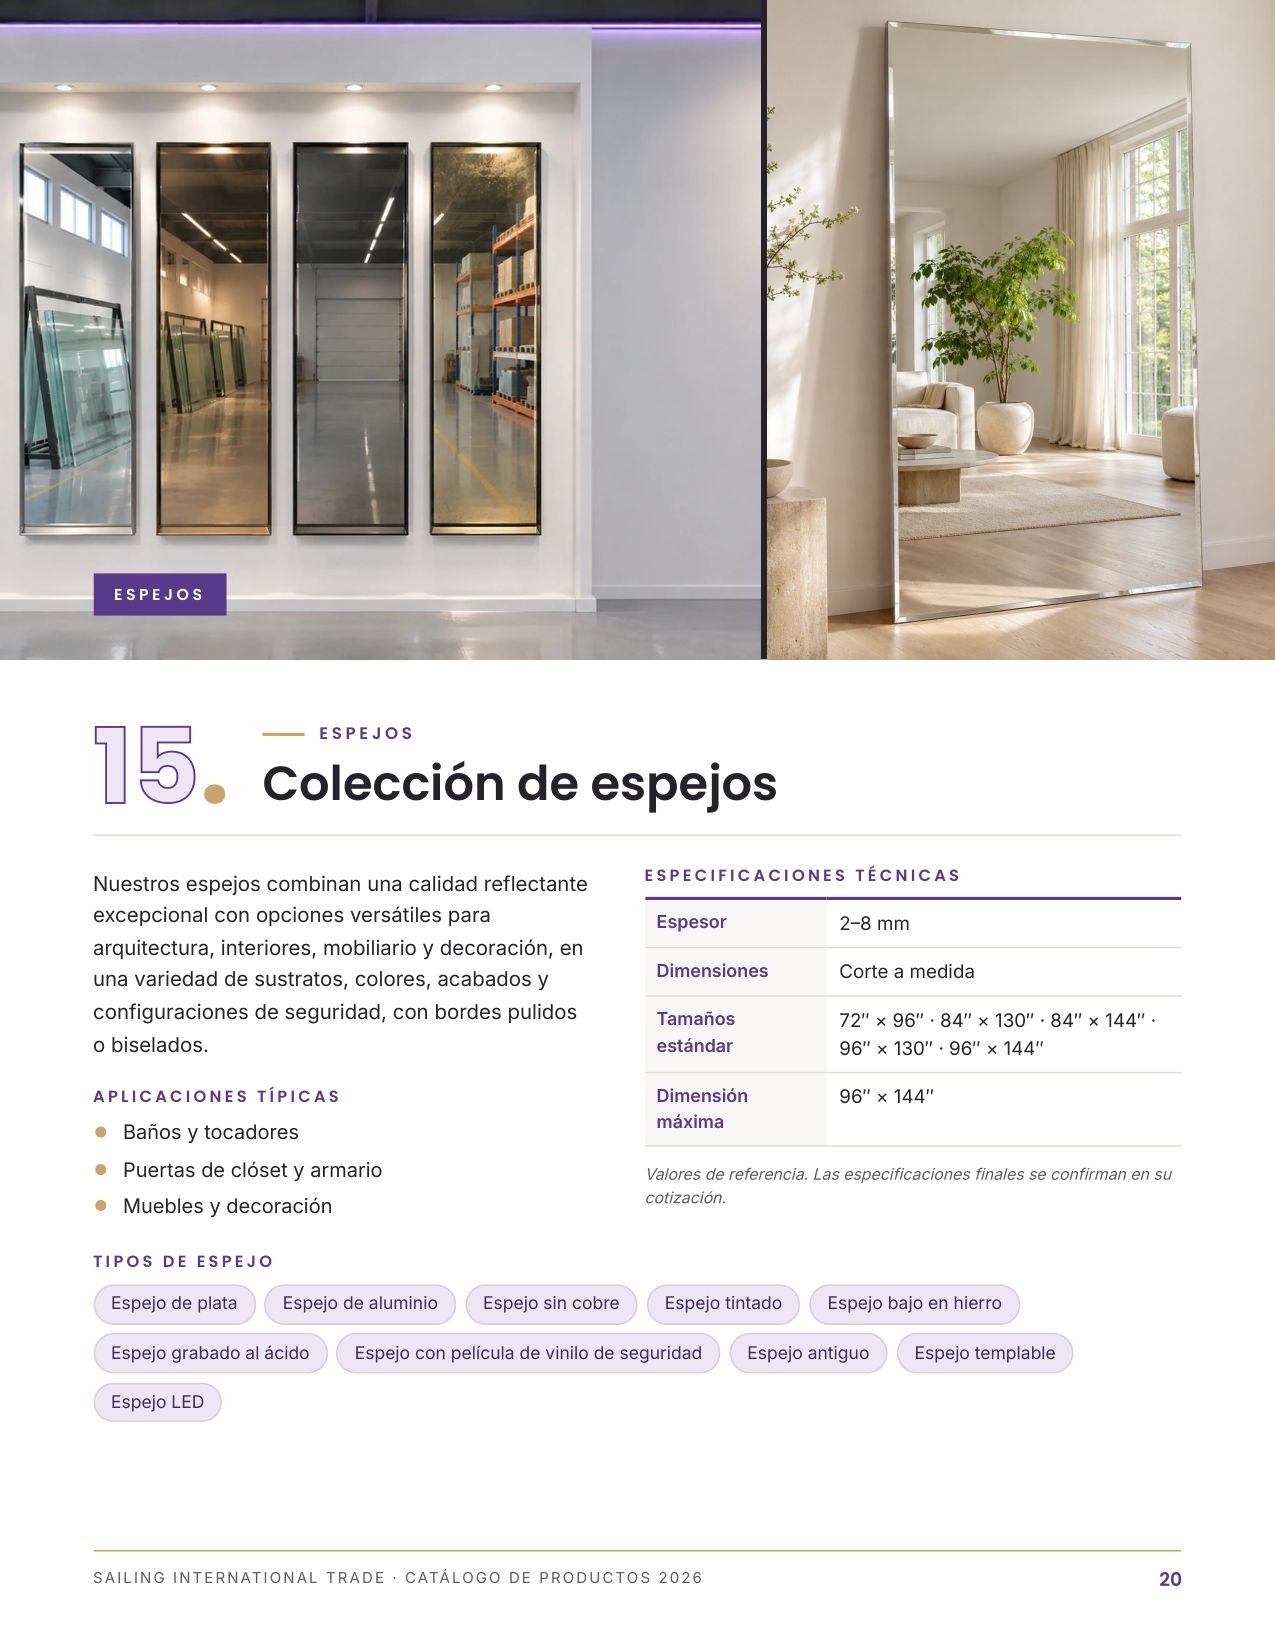 ESPEJOS
15.
ESPEJOS
Colección de espejos
Nuestros espejos combinan una calidad reflectante
excepcional con opciones versátiles para
arquitectura, interiores, mobiliario y decoración, en
una variedad de sustratos, colores, acabados y
configuraciones de seguridad, con bordes pulidos
o biselados.
APLICACIONES TÍPICAS
Baños y tocadores
Puertas de clóset y armario
Muebles y decoración
ESPECIFICACIONES TÉCNICAS
Espesor 2–8 mm
Dimensiones Corte a medida
Tamaños estándar 72″ × 96″ · 84″ × 130″ · 84″ × 144″ ·
96″ × 130″ · 96″ × 144″
Dimensión máxima 96″ × 144″
Valores de referencia. Las especificaciones finales se confirman en su
cotización.
TIPOS DE ESPEJO
Espejo de plata Espejo de aluminio Espejo sin cobre Espejo tintado Espejo bajo en hierro
Espejo grabado al ácido Espejo con película de vinilo de seguridad Espejo antiguo Espejo templable
Espejo LED
SAILING INTERNATIONAL TRADE · CATÁLOGO DE PRODUCTOS 2026 20